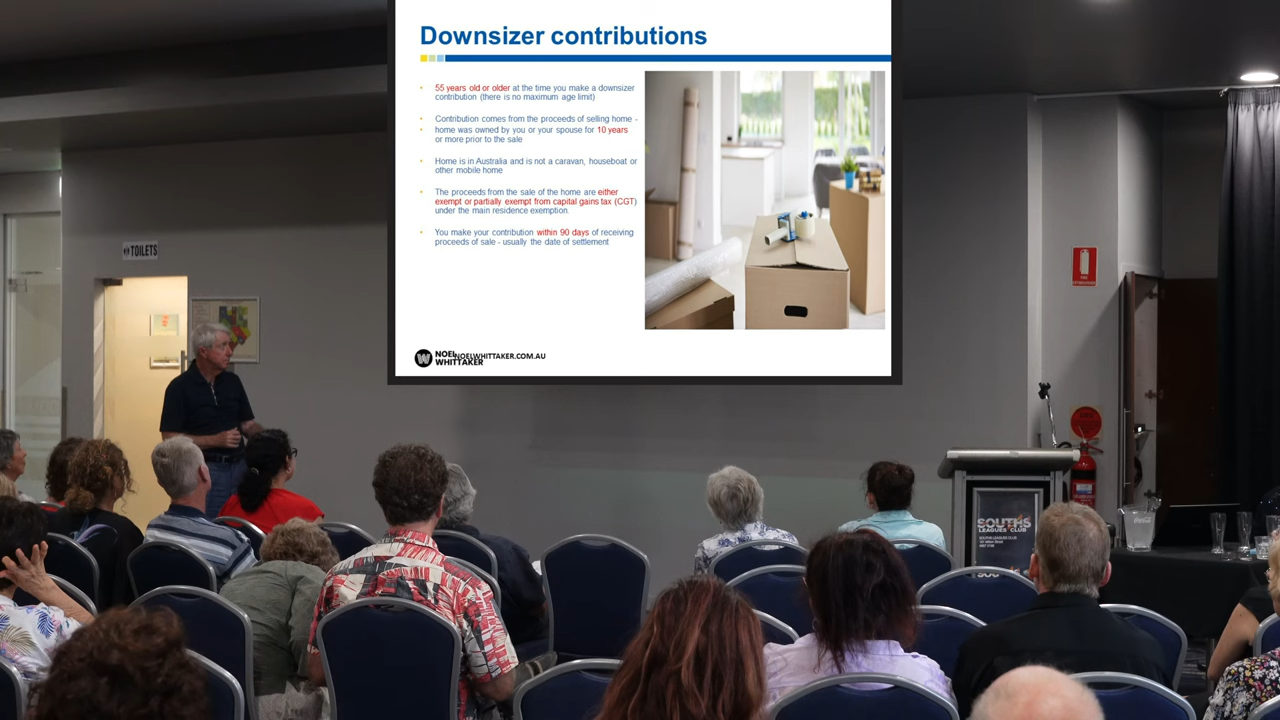 Downsizer contributions
• 55 years old or older at the time you make a downsizer
contribution (there is no maximum age limit)
• Contribution comes from the proceeds of selling home -
• home was owned by you or your spouse for 10 years
or more prior to the sale
• Home is in Australia and is not a caravan, houseboat or
other mobile home
• The proceeds from the sale of the home are either
exempt or partially exempt from capital gains tax (CGT)
under the main residence exemption.
• You make your contribution within 90 days of receiving
proceeds of sale - usually the date of settlement
NOEL
WHITTAKER
NOELWHITTAKER.COM.AU
TOILETS
SOUTHS
LEAGUES CLUB